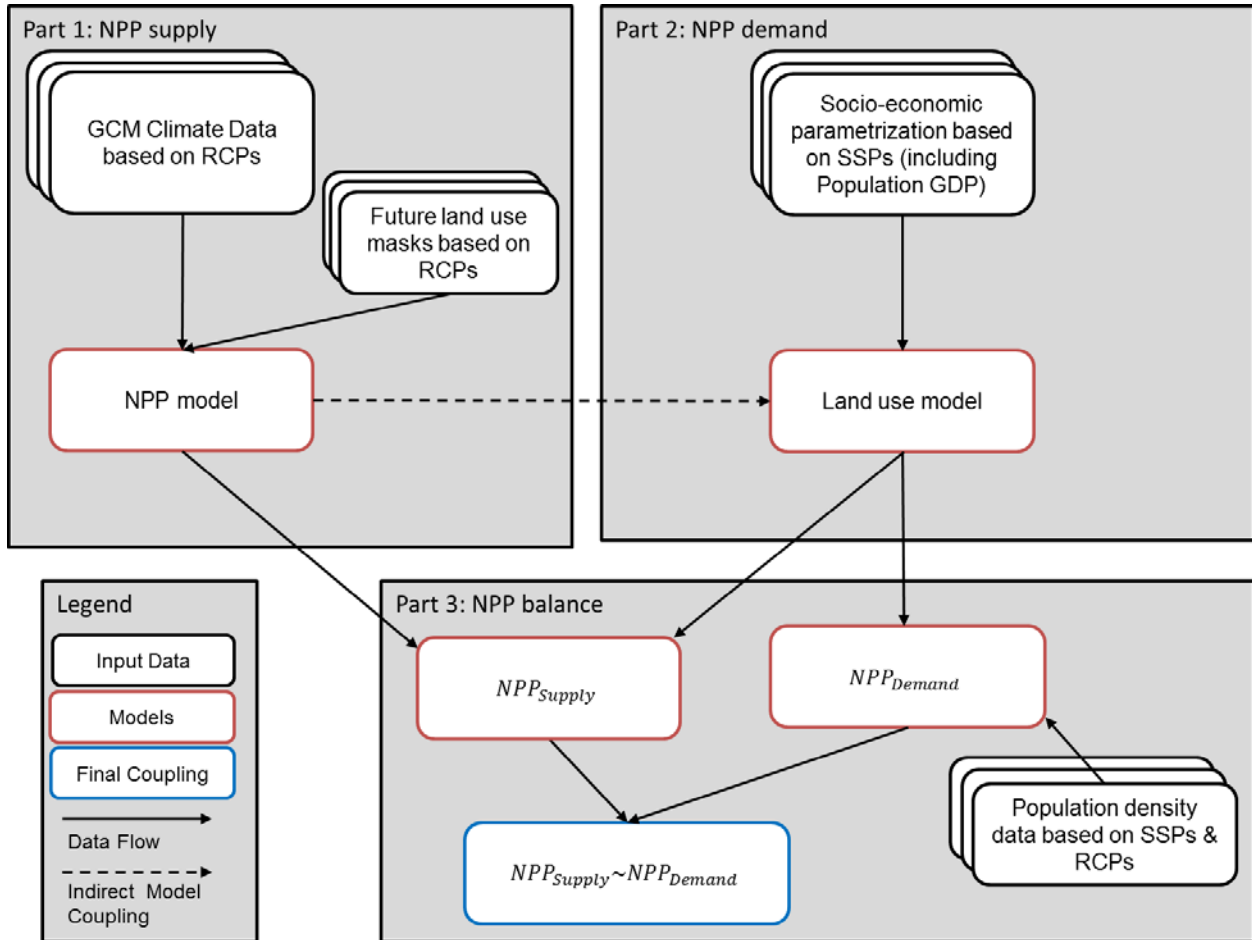 Part 1: NPP supply
GCM Climate Data
based on RCPs
Future land use
masks based on
RCPs
NPP model
Part 2: NPP demand
Socio-economic
parametrization based
on SSPs (including
Population GDP)
Land use model
Legend
Input Data
Models
Final Coupling
Data Flow
Indirect Model
Coupling
Part 3: NPP balance
NPP_Supply
NPP_Demand
Population density
data based on SSPs &
RCPs
NPP_Supply~NPP_Demand